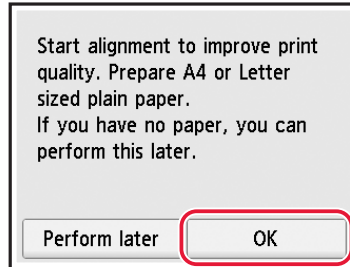 Start alignment to improve print
quality. Prepare A4 or Letter
sized plain paper.
If you have no paper, you can
perform this later.
Perform later
OK